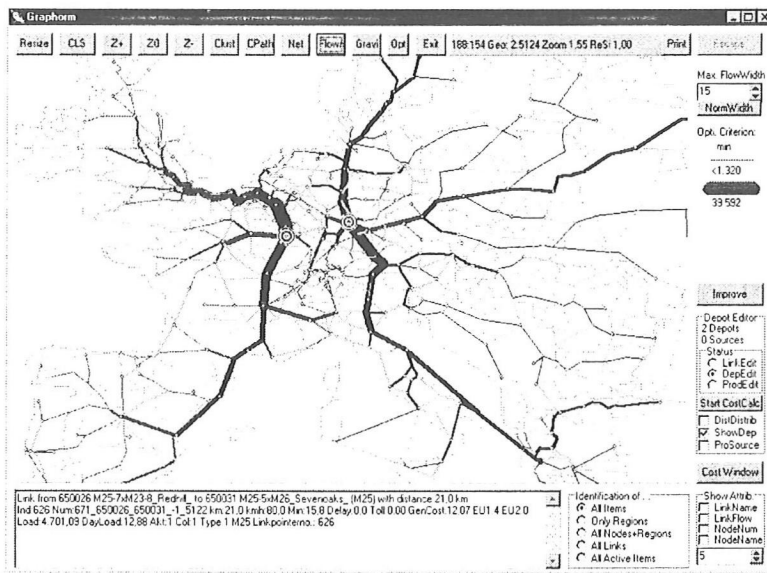 Graphorm
Resize CLS Z+ Z0 Z- Clust CPath Net Flow Gravi Opt Exit 188:154 Geo: 2.5124 Zoom 1,55 ReSt 1,00 Print
Max. FlowWidth
15
NormWidth
Opti. Criterion:
min
<1.320
33.592
Improve
Depot Editor
2 Depots
0 Sources
Status
LinkEdit
DepEdit
ProdEdit
Start CostCalc
DistDistrib
ShowDep
ProSource
Cost Window
Link from 650026 M25-7xM23-8_Redhill_ to 650031 M25-5xM26_Sevenoaks_ (M25) with distance 21,0 km
Ind 626 Num:671_650026_650031_-1_5122 km:21,0 kmh:80,0 Min:15,8 Delay 0.0 Toll 0.00 GenCost:12.07 EU1 4 EU2.0
Load 4.701,09 DayLoad:12,88 Akt:1 Col:1 Type 1 M25 Linkpointerno.: 626
Identification of ...
All Items
Only Regions
All Nodes+Regions
All Links
All Active Items
Show Attrib.
LinkName
LinkFlow
NodeNum
NodeName
5